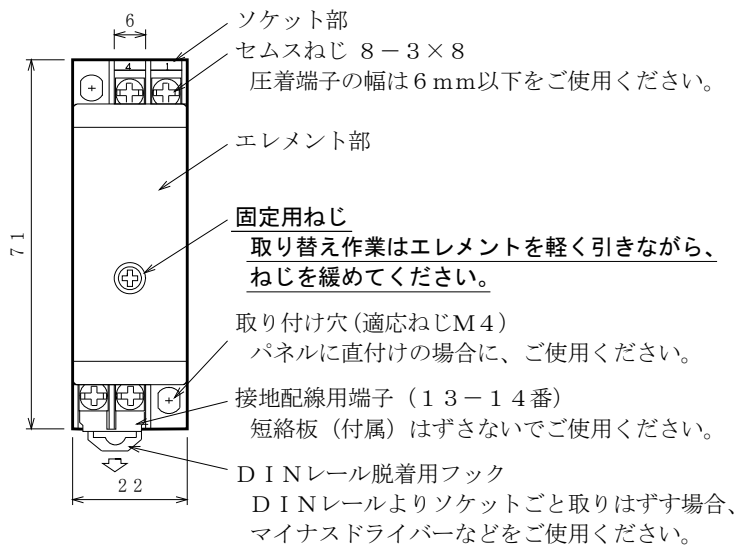 6
ソケット部
セムスねじ ８－３×８
圧着端子の幅は６mm以下をご使用ください。
4 1
エレメント部
71
固定用ねじ
取り替え作業はエレメントを軽く引きながら、
ねじを緩めてください。
取り付け穴(適応ねじＭ４)
パネルに直付けの場合に、ご使用ください。
接地配線用端子（１３－１４番）
短絡板（付属）はずさないでご使用ください。
ＤＩＮレール脱着用フック
22
ＤＩＮレールよりソケットごと取りはずす場合、
マイナスドライバーなどをご使用ください。